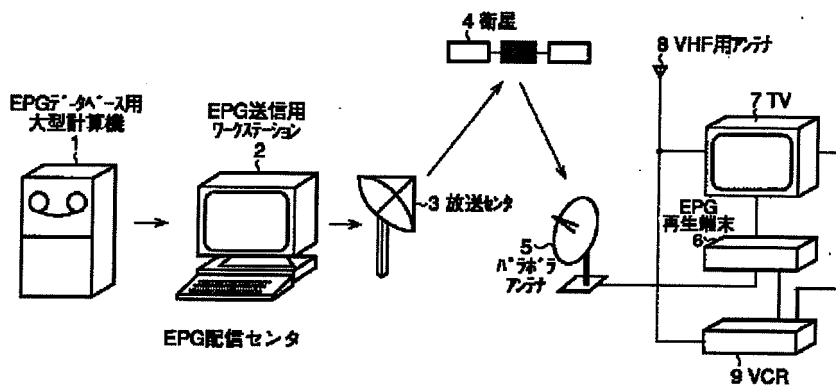 EPGデータベース用
大型計算機
1
EPG送信用
ワークステーション
2
EPG配信センタ
3 放送センタ
4 衛星
5
パラボラ
アンテナ
8 VHF用アンテナ
7 TV
EPG
再生端末
6
9 VCR